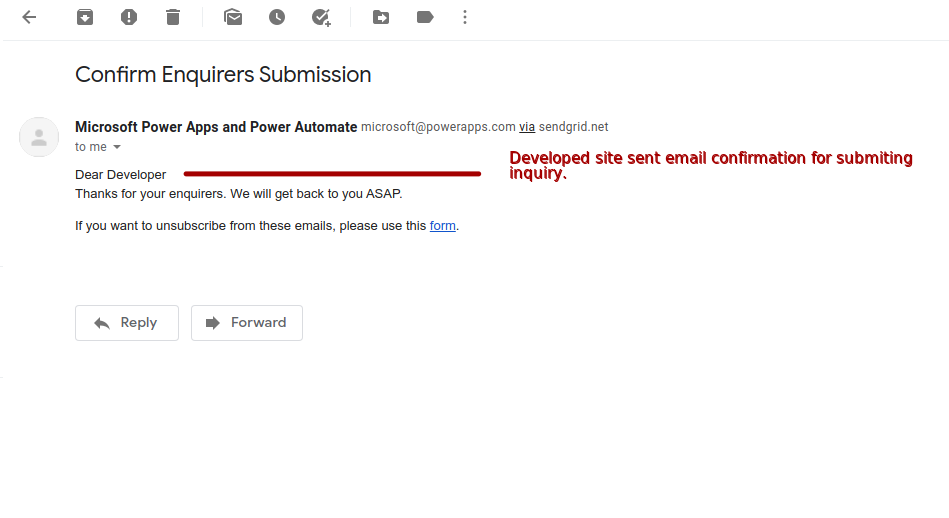 Confirm Enquirers Submission
Microsoft Power Apps and Power Automate microsoft@powerapps.com via sendgrid.net
to me
Developed site sent email confirmation for submiting
inquiry.
Dear Developer
Thanks for your enquirers. We will get back to you ASAP.
If you want to unsubscribe from these emails, please use this form.
Reply
Forward